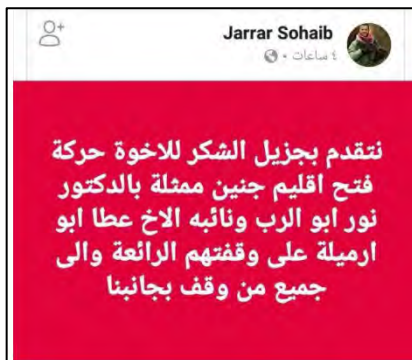 Jarrar Sohaib
٤ ساعات •
نتقدم بجزيل الشكر للاخوة حركة
فتح اقليم جنين ممثلة بالدكتور
نور ابو الرب ونائبه الاخ عطا ابو
ارميلة على وقفتهم الرائعة والى
جميع من وقف بجانبنا